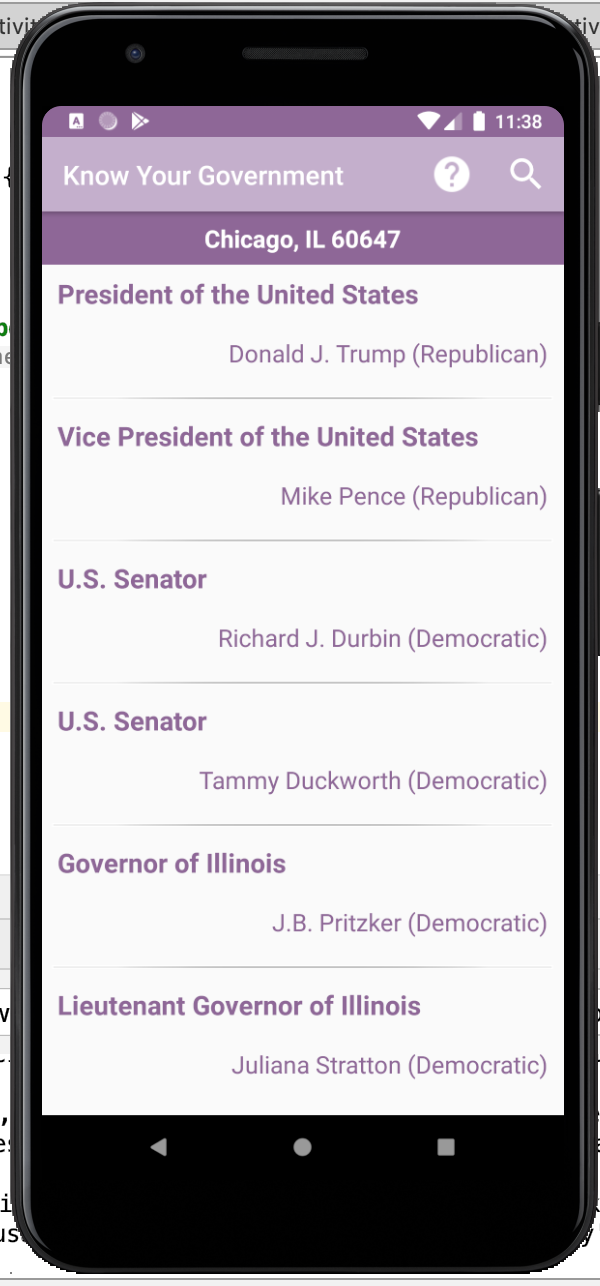 11:38
Know Your Government
Chicago, IL 60647
President of the United States
Donald J. Trump (Republican)
Vice President of the United States
Mike Pence (Republican)
U.S. Senator
Richard J. Durbin (Democratic)
U.S. Senator
Tammy Duckworth (Democratic)
Governor of Illinois
J.B. Pritzker (Democratic)
Lieutenant Governor of Illinois
Juliana Stratton (Democratic)